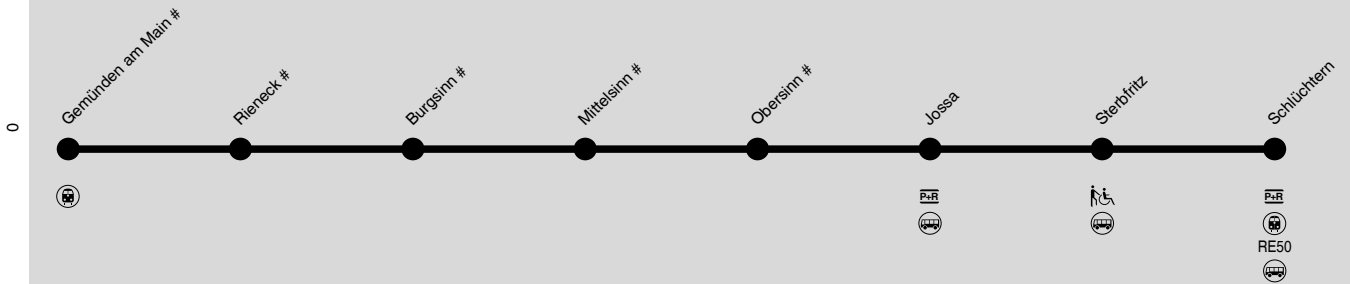 0
Gemünden am Main #
Rieneck #
Burgsinn #
Mittelsinn #
Obersinn #
Jossa
Sterbfritz
Schlüchtern
P+R
P+R
RE50